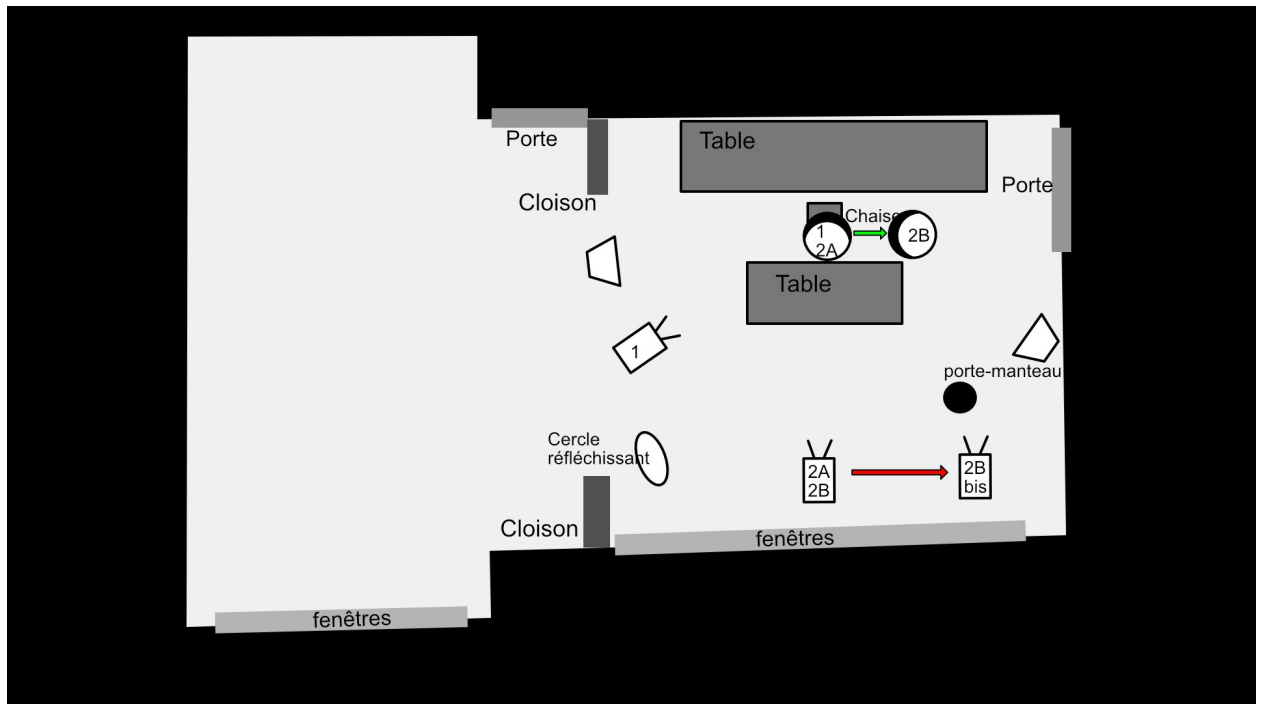 Porte
Table
Cloison
Porte
Chaise
1
2A
2B
Table
1
porte-manteau
Cercle
réfléchissant
2A
2B
2B
bis
Cloison
fenêtres
fenêtres